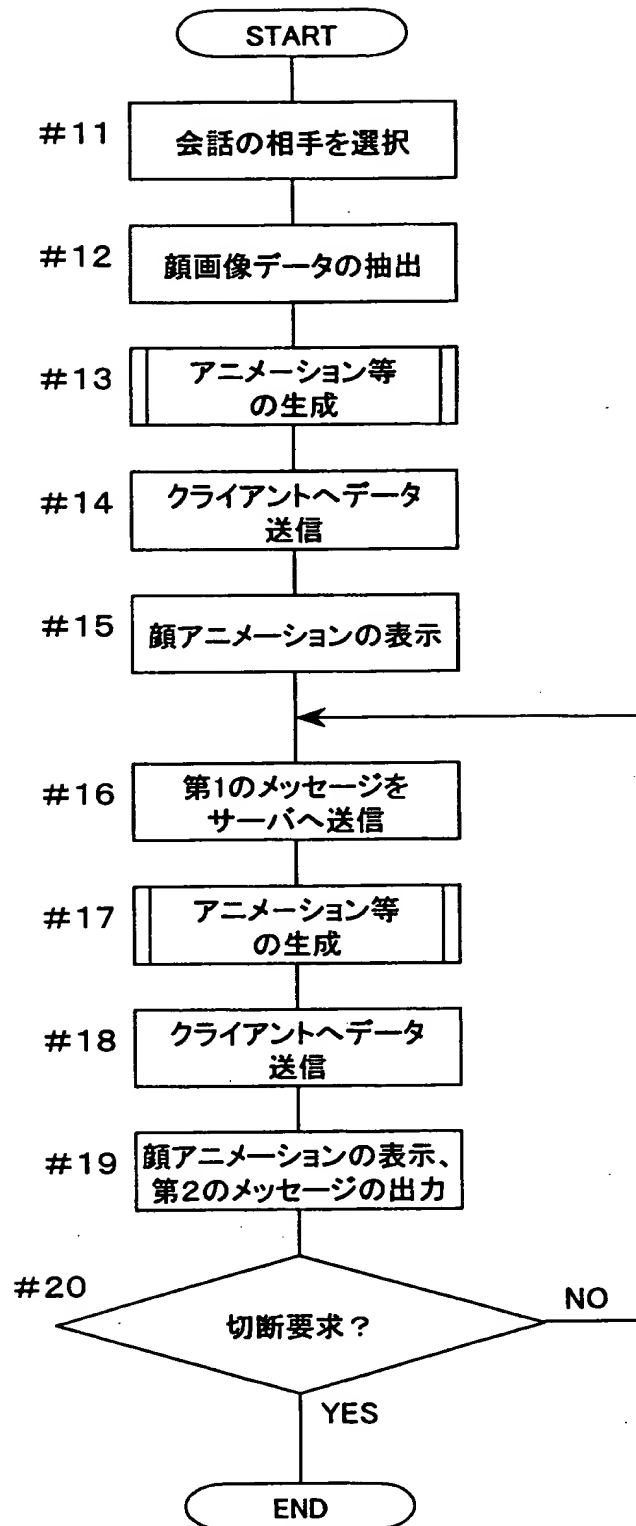 START
#11
会話の相手を選択
#12
顔画像データの抽出
#13
アニメーション等
の生成
#14
クライアントへデータ
送信
#15
顔アニメーションの表示
#16
第1のメッセージを
サーバへ送信
#17
アニメーション等
の生成
#18
クライアントへデータ
送信
#19
顔アニメーションの表示、
第2のメッセージの出力
#20
切断要求？
NO
YES
END